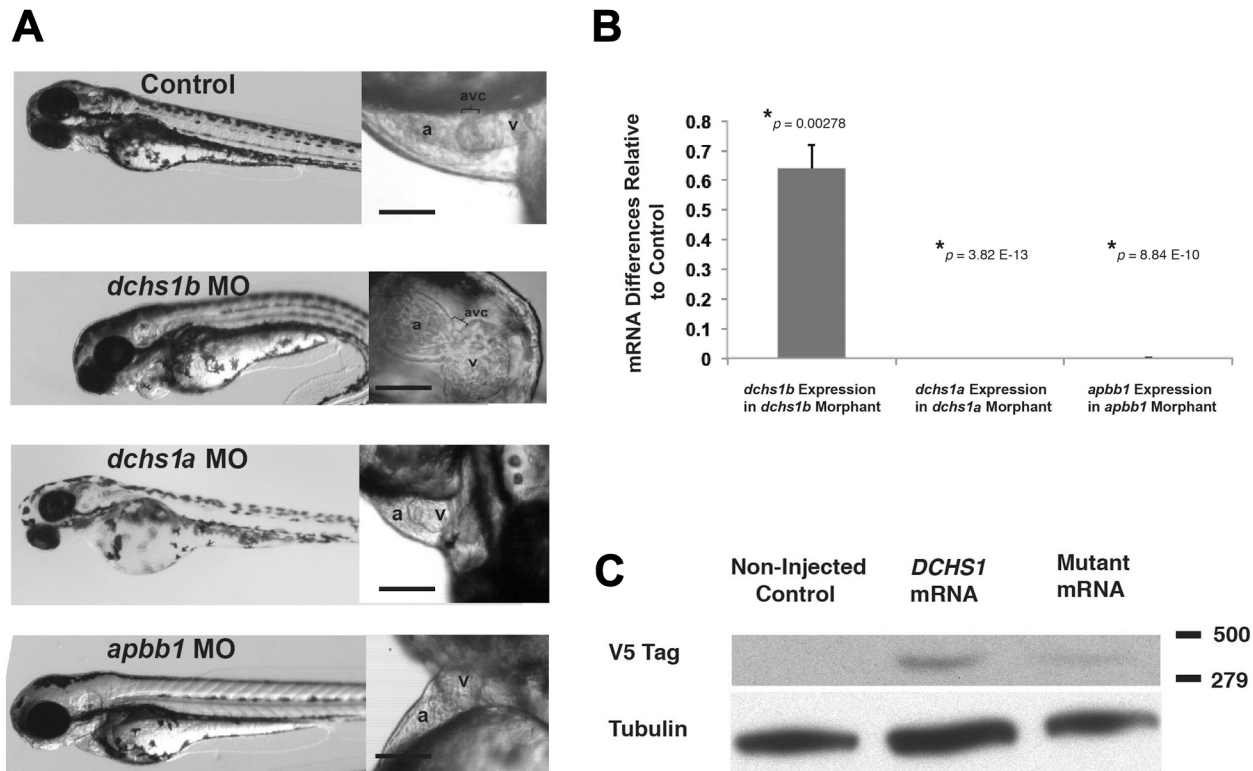 A
Control
avc
a
v
dchs1b MO
avc
a
v
dchs1a MO
a
v
apbb1 MO
v
a
B
mRNA Differences Relative
to Control
0.8
0.7
0.6
0.5
0.4
0.3
0.2
0.1
0
* p = 0.00278
* p = 3.82 E-13
* p = 8.84 E-10
dchs1b Expression
in dchs1b Morphant
dchs1a Expression
in dchs1a Morphant
apbb1 Expression
in apbb1 Morphant
C
Non-Injected
Control
DCHS1
mRNA
Mutant
mRNA
V5 Tag
Tubulin
500
279